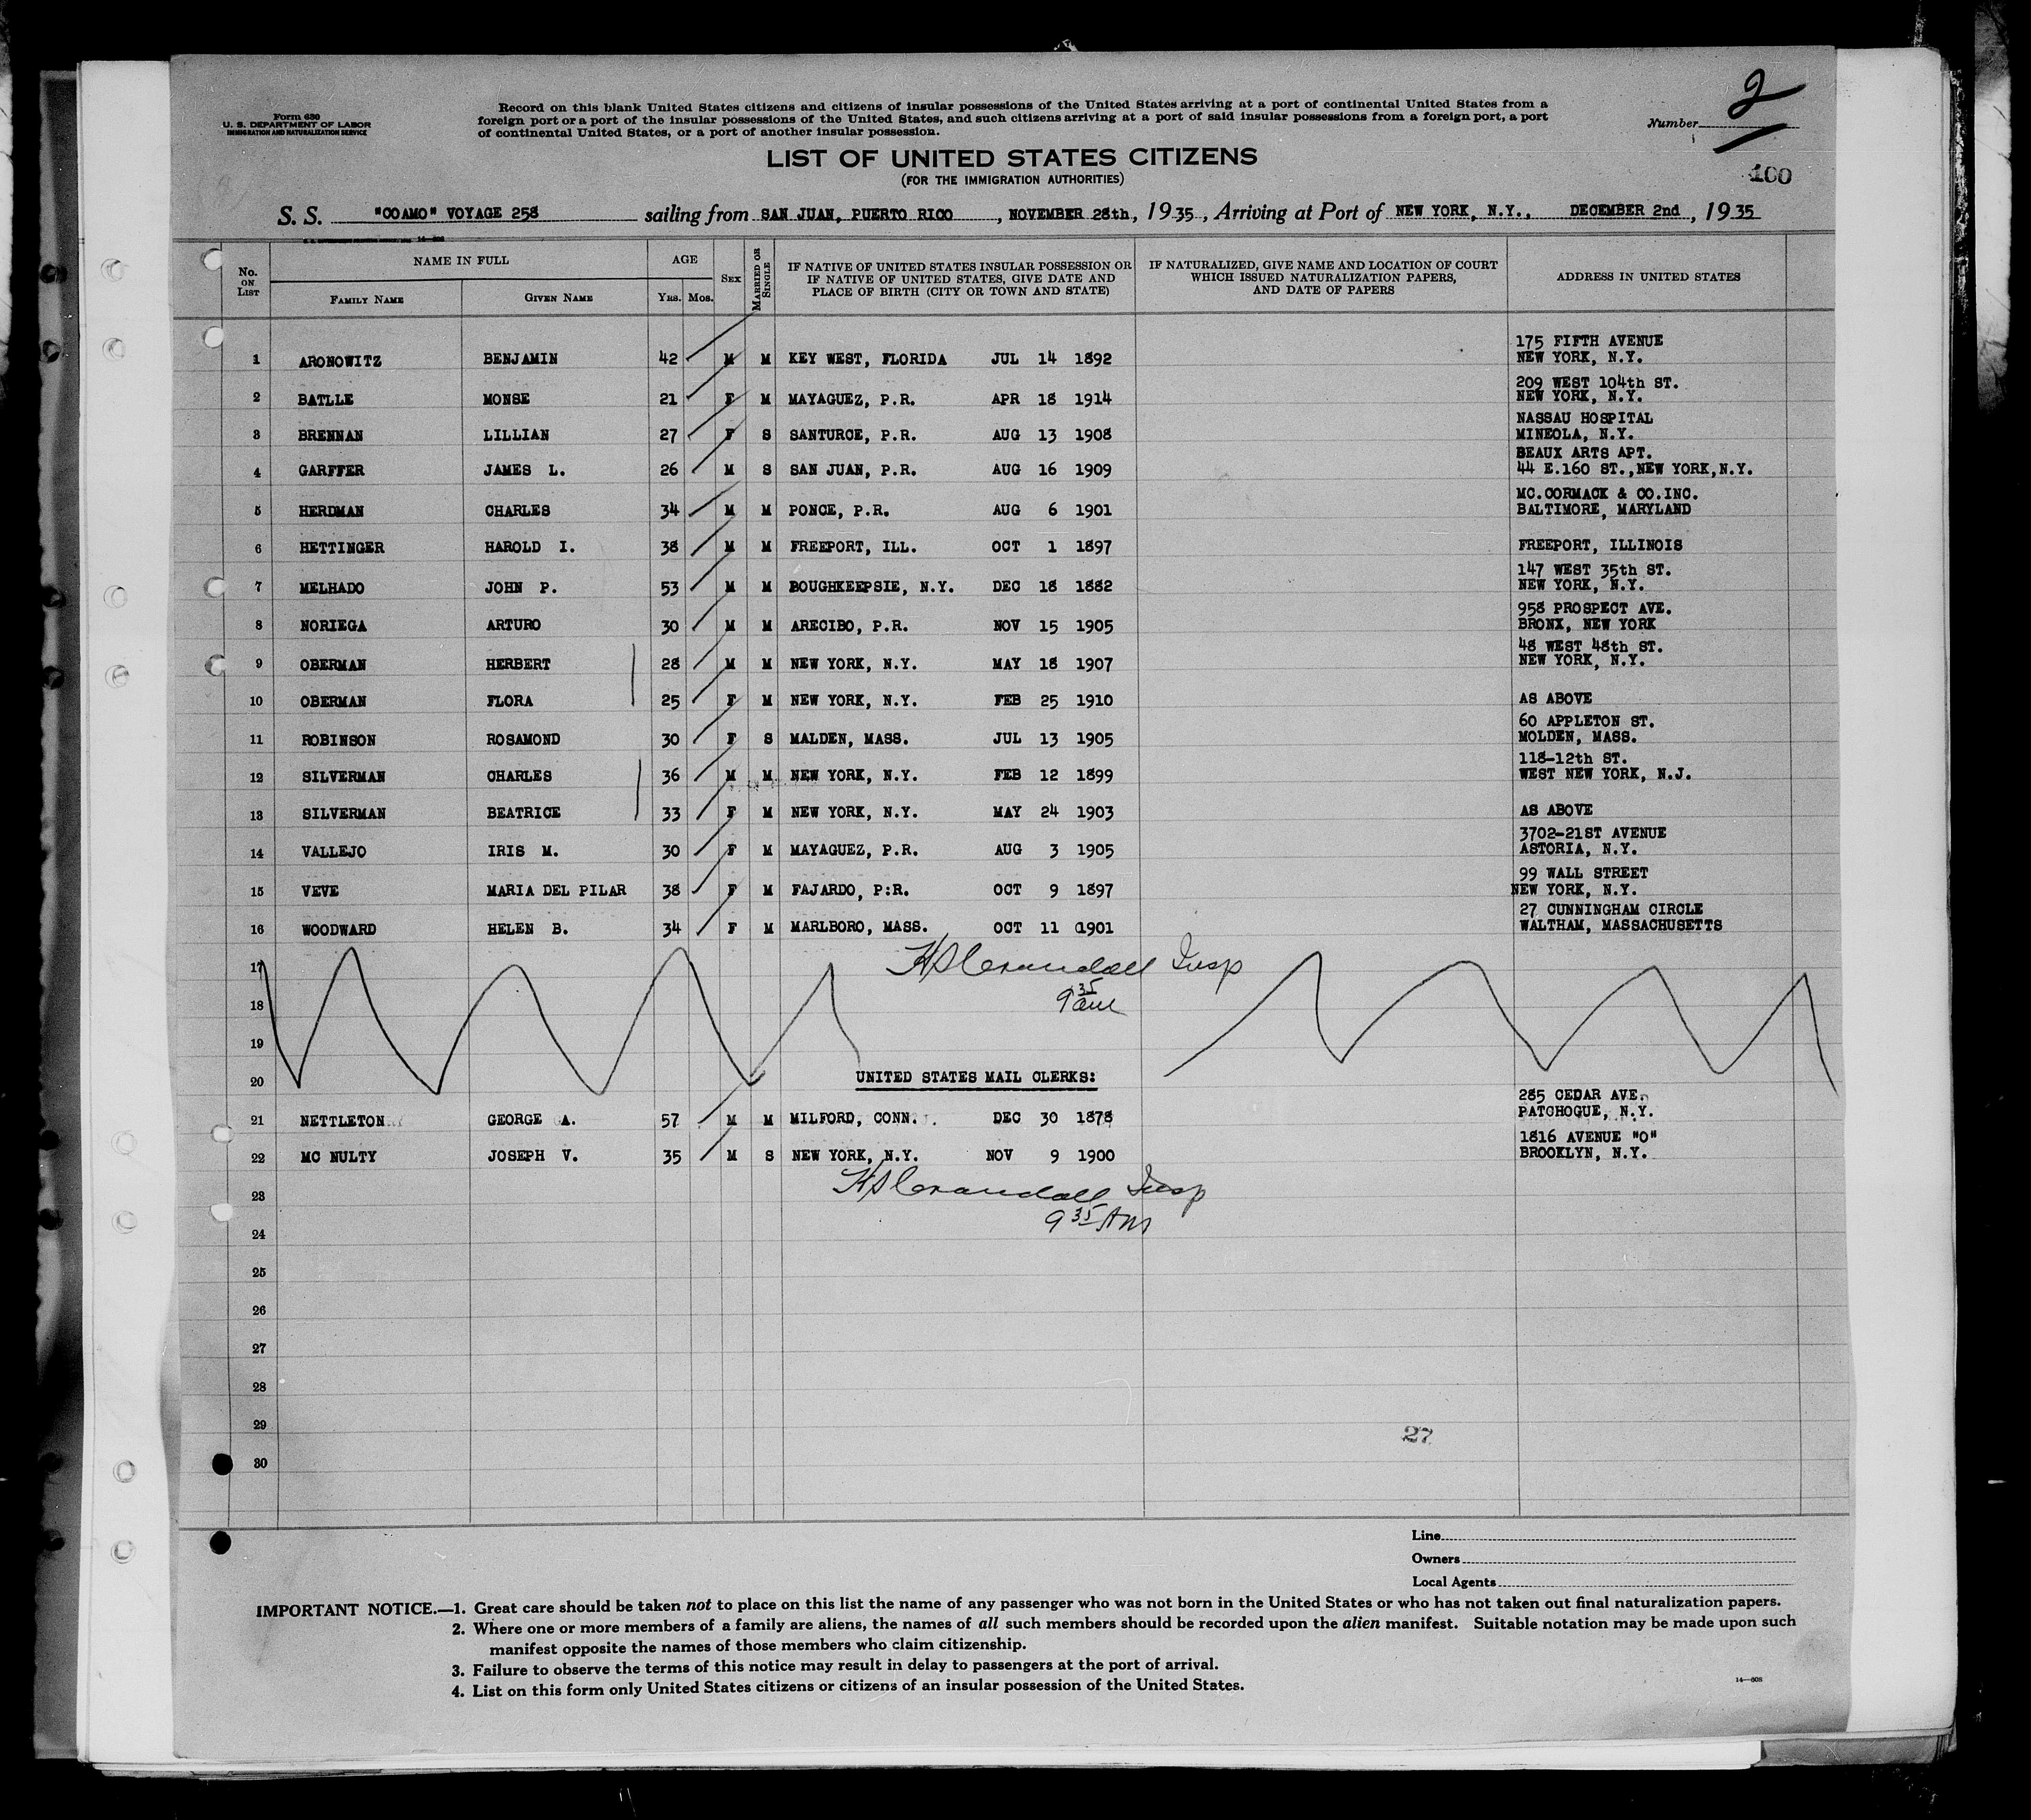 Form 630
U. S. DEPARTMENT OF LABOR
IMMIGRATION AND NATURALIZATION SERVICE
Record on this blank United States citizens and citizens of insular possessions of the United States arriving at a port of continental United States from a
foreign port or a port of the insular possessions of the United States, and such citizens arriving at a port of said insular possessions from a foreign port, a port
of continental United States, or a port of another insular possession.
Number 2
LIST OF UNITED STATES CITIZENS
(FOR THE IMMIGRATION AUTHORITIES)
100
S. S. "COAMO" VOYAGE 258 sailing from SAN JUAN, PUERTO RICO, NOVEMBER 28th, 1935, Arriving at Port of NEW YORK, N.Y., DECEMBER 2nd, 1935
No. ON LIST NAME IN FULL AGE SEX MARRIED OR SINGLE IF NATIVE OF UNITED STATES INSULAR POSSESSION OR IF NATIVE OF UNITED STATES, GIVE DATE AND PLACE OF BIRTH (CITY OR TOWN AND STATE) IF NATURALIZED, GIVE NAME AND LOCATION OF COURT WHICH ISSUED NATURALIZATION PAPERS, AND DATE OF PAPERS ADDRESS IN UNITED STATES
FAMILY NAME GIVEN NAME YRS. MOS.
1 ARONOWITZ BENJAMIN 42 M M KEY WEST, FLORIDA JUL 14 1892 175 FIFTH AVENUE NEW YORK, N.Y.
2 BATLLE MONSE 21 F M MAYAGUEZ, P.R. APR 18 1914 209 WEST 104th ST. NEW YORK, N.Y.
3 BRENNAN LILLIAN 27 F S SANTURCE, P.R. AUG 13 1908 NASSAU HOSPITAL MINEOLA, N.Y.
4 GARFFER JAMES L. 26 M S SAN JUAN, P.R. AUG 16 1909 BEAUX ARTS APT. 44 E.160 ST.,NEW YORK,N.Y.
5 HERDMAN CHARLES 34 M M PONCE, P.R. AUG 6 1901 MC.CORMACK & CO.INC. BALTIMORE, MARYLAND
6 HETTINGER HAROLD I. 38 M M FREEPORT, ILL. OCT 1 1897 FREEPORT, ILLINOIS
7 MELHADO JOHN P. 53 M M BOUGHKEEPSIE, N.Y. DEC 18 1882 147 WEST 35th ST. NEW YORK, N.Y.
8 NORIEGA ARTURO 30 M M ARECIBO, P.R. NOV 15 1905 958 PROSPECT AVE. BRONX, NEW YORK
9 OBERMAN HERBERT 28 M M NEW YORK, N.Y. MAY 18 1907 48 WEST 48th ST. NEW YORK, N.Y.
10 OBERMAN FLORA 25 F M NEW YORK, N.Y. FEB 25 1910 AS ABOVE
11 ROBINSON ROSAMOND 30 F S MALDEN, MASS. JUL 13 1905 60 APPLETON ST. MOLDEN, MASS.
12 SILVERMAN CHARLES 36 M M NEW YORK, N.Y. FEB 12 1899 118-12th ST. WEST NEW YORK, N.J.
13 SILVERMAN BEATRICE 33 F M NEW YORK, N.Y. MAY 24 1903 AS ABOVE
14 VALLEJO IRIS M. 30 F M MAYAGUEZ, P.R. AUG 3 1905 3702-21ST AVENUE ASTORIA, N.Y.
15 VEVE MARIA DEL PILAR 38 F M FAJARDO, P:R. OCT 9 1897 99 WALL STREET NEW YORK, N.Y.
16 WOODWARD HELEN B. 34 F M MARLBORO, MASS. OCT 11 1901 27 CUNNINGHAM CIRCLE WALTHAM, MASSACHUSETTS
17 HSCrandall Insp
18 9 35 am
19
20 UNITED STATES MAIL CLERKS:
21 NETTLETON GEORGE A. 57 M M MILFORD, CONN. DEC 30 1878 285 CEDAR AVE. PATCHOGUE, N.Y.
22 MC NULTY JOSEPH V. 35 M S NEW YORK, N.Y. NOV 9 1900 1816 AVENUE "O" BROOKLYN, N.Y.
23 HSCrandall Insp
24 9 35 AM
25
26
27
28
29 27
30
Line
Owners
Local Agents
IMPORTANT NOTICE.—1. Great care should be taken not to place on this list the name of any passenger who was not born in the United States or who has not taken out final naturalization papers.
2. Where one or more members of a family are aliens, the names of all such members should be recorded upon the alien manifest. Suitable notation may be made upon such
manifest opposite the names of those members who claim citizenship.
3. Failure to observe the terms of this notice may result in delay to passengers at the port of arrival.
4. List on this form only United States citizens or citizens of an insular possession of the United States.
14—608